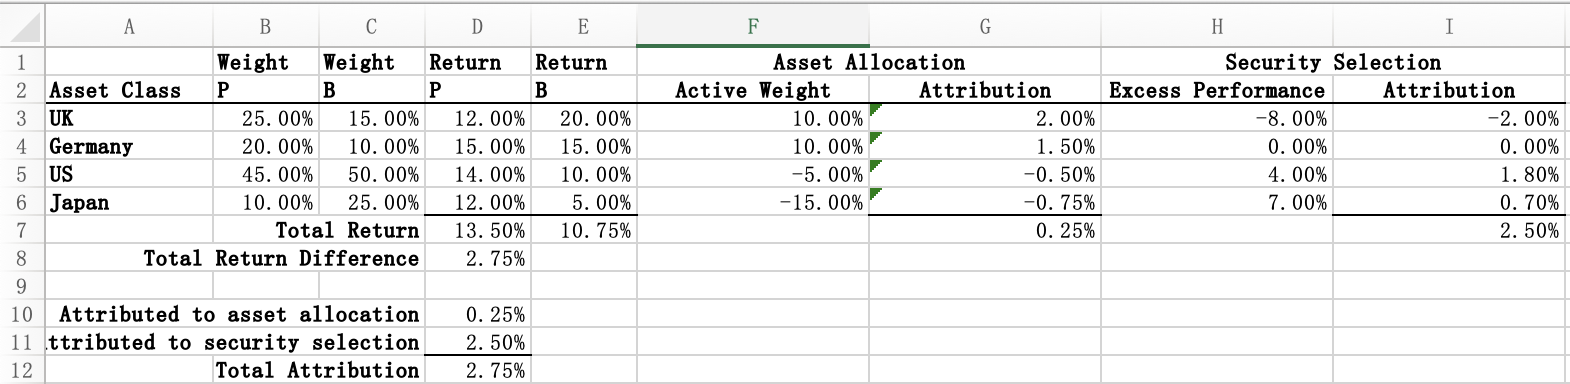 A B C D E F G H I
1 Weight Weight Return Return Asset Allocation Security Selection
2 Asset Class P B P B Active Weight Attribution Excess Performance Attribution
3 UK 25.00% 15.00% 12.00% 20.00% 10.00% 2.00% -8.00% -2.00%
4 Germany 20.00% 10.00% 15.00% 15.00% 10.00% 1.50% 0.00% 0.00%
5 US 45.00% 50.00% 14.00% 10.00% -5.00% -0.50% 4.00% 1.80%
6 Japan 10.00% 25.00% 12.00% 5.00% -15.00% -0.75% 7.00% 0.70%
7 Total Return 13.50% 10.75% 0.25% 2.50%
8 Total Return Difference 2.75%
9
10 Attributed to asset allocation 0.25%
11 ttributed to security selection 2.50%
12 Total Attribution 2.75%